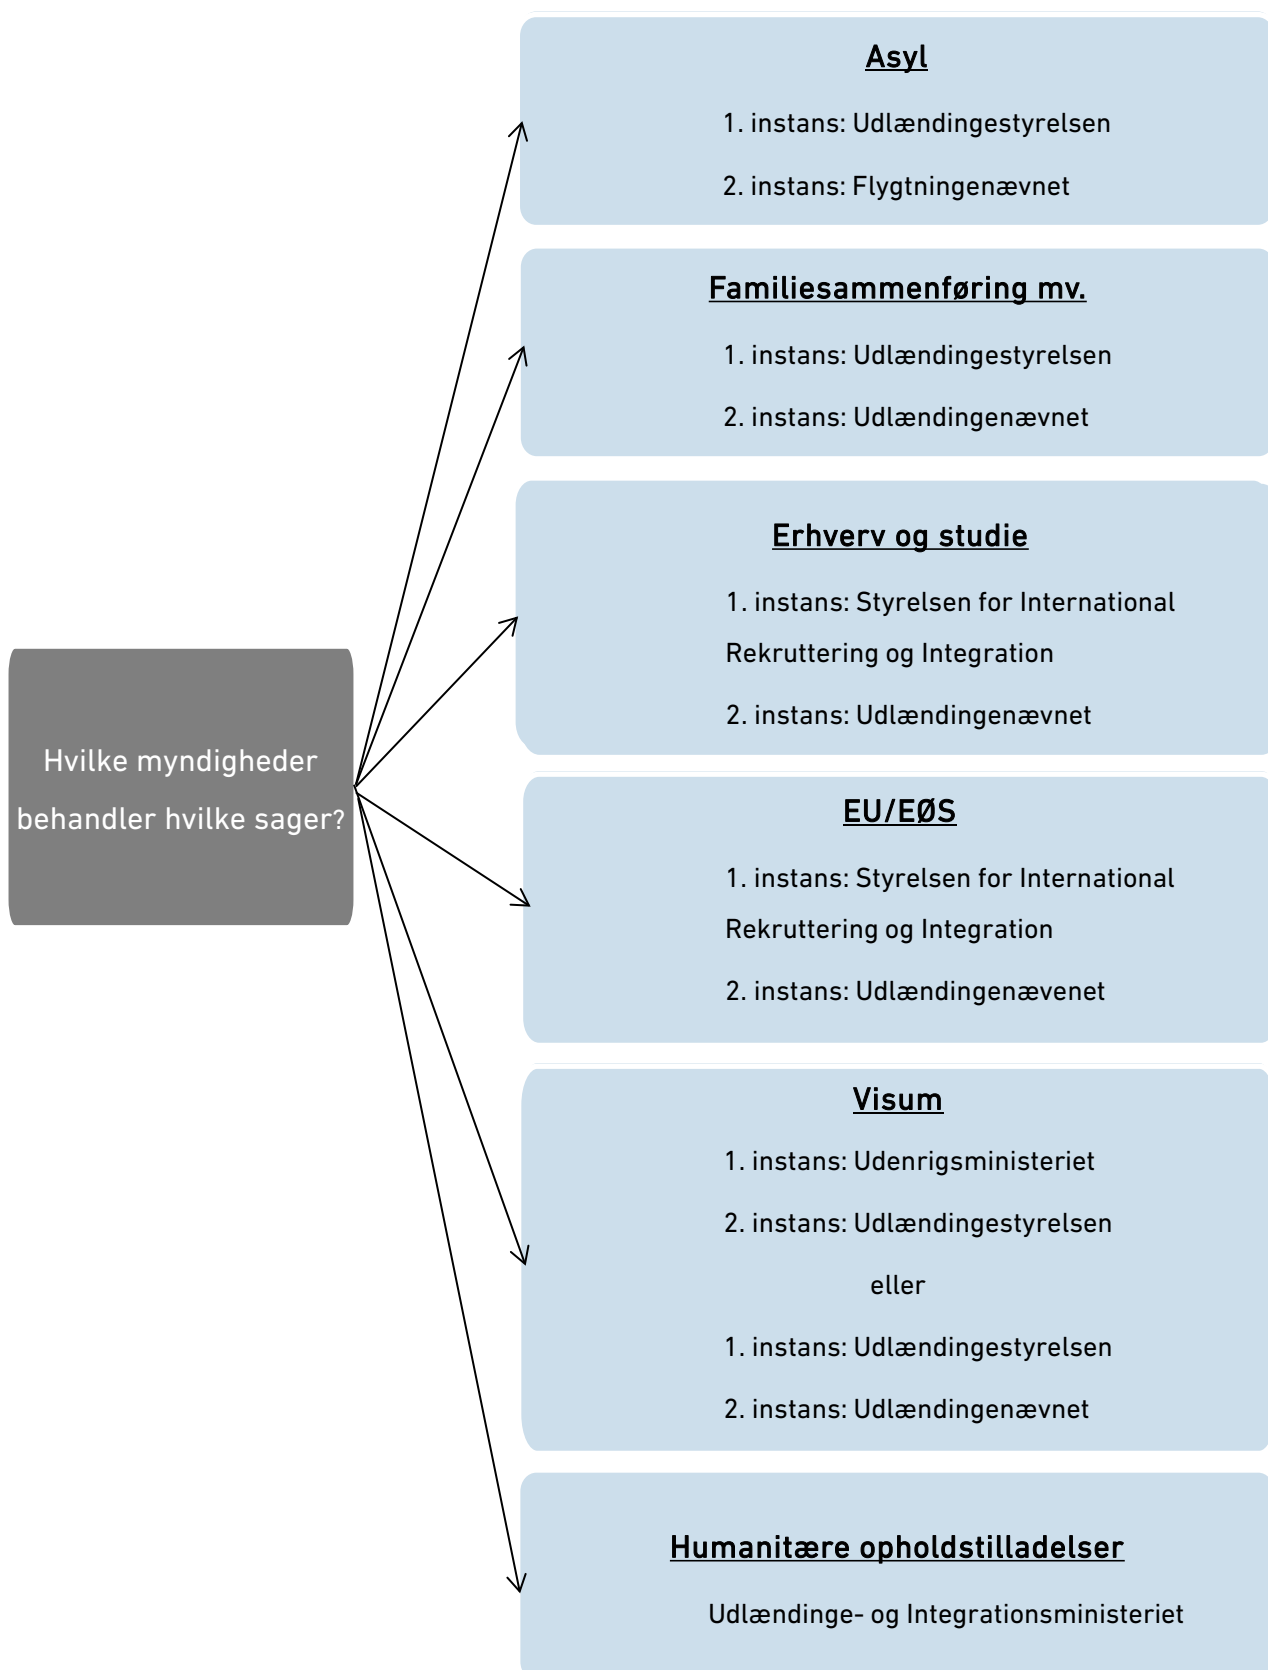 Hvilke myndigheder
behandler hvilke sager?
Asyl
1. instans: Udlændingestyrelsen
2. instans: Flygtningenævnet
Familiesammenføring mv.
1. instans: Udlændingestyrelsen
2. instans: Udlændingenævnet
Erhverv og studie
1. instans: Styrelsen for International
Rekruttering og Integration
2. instans: Udlændingenævnet
EU/EØS
1. instans: Styrelsen for International
Rekruttering og Integration
2. instans: Udlændingenævenet
Visum
1. instans: Udenrigsministeriet
2. instans: Udlændingestyrelsen
eller
1. instans: Udlændingestyrelsen
2. instans: Udlændingenævnet
Humanitære opholdstilladelser
Udlændinge- og Integrationsministeriet